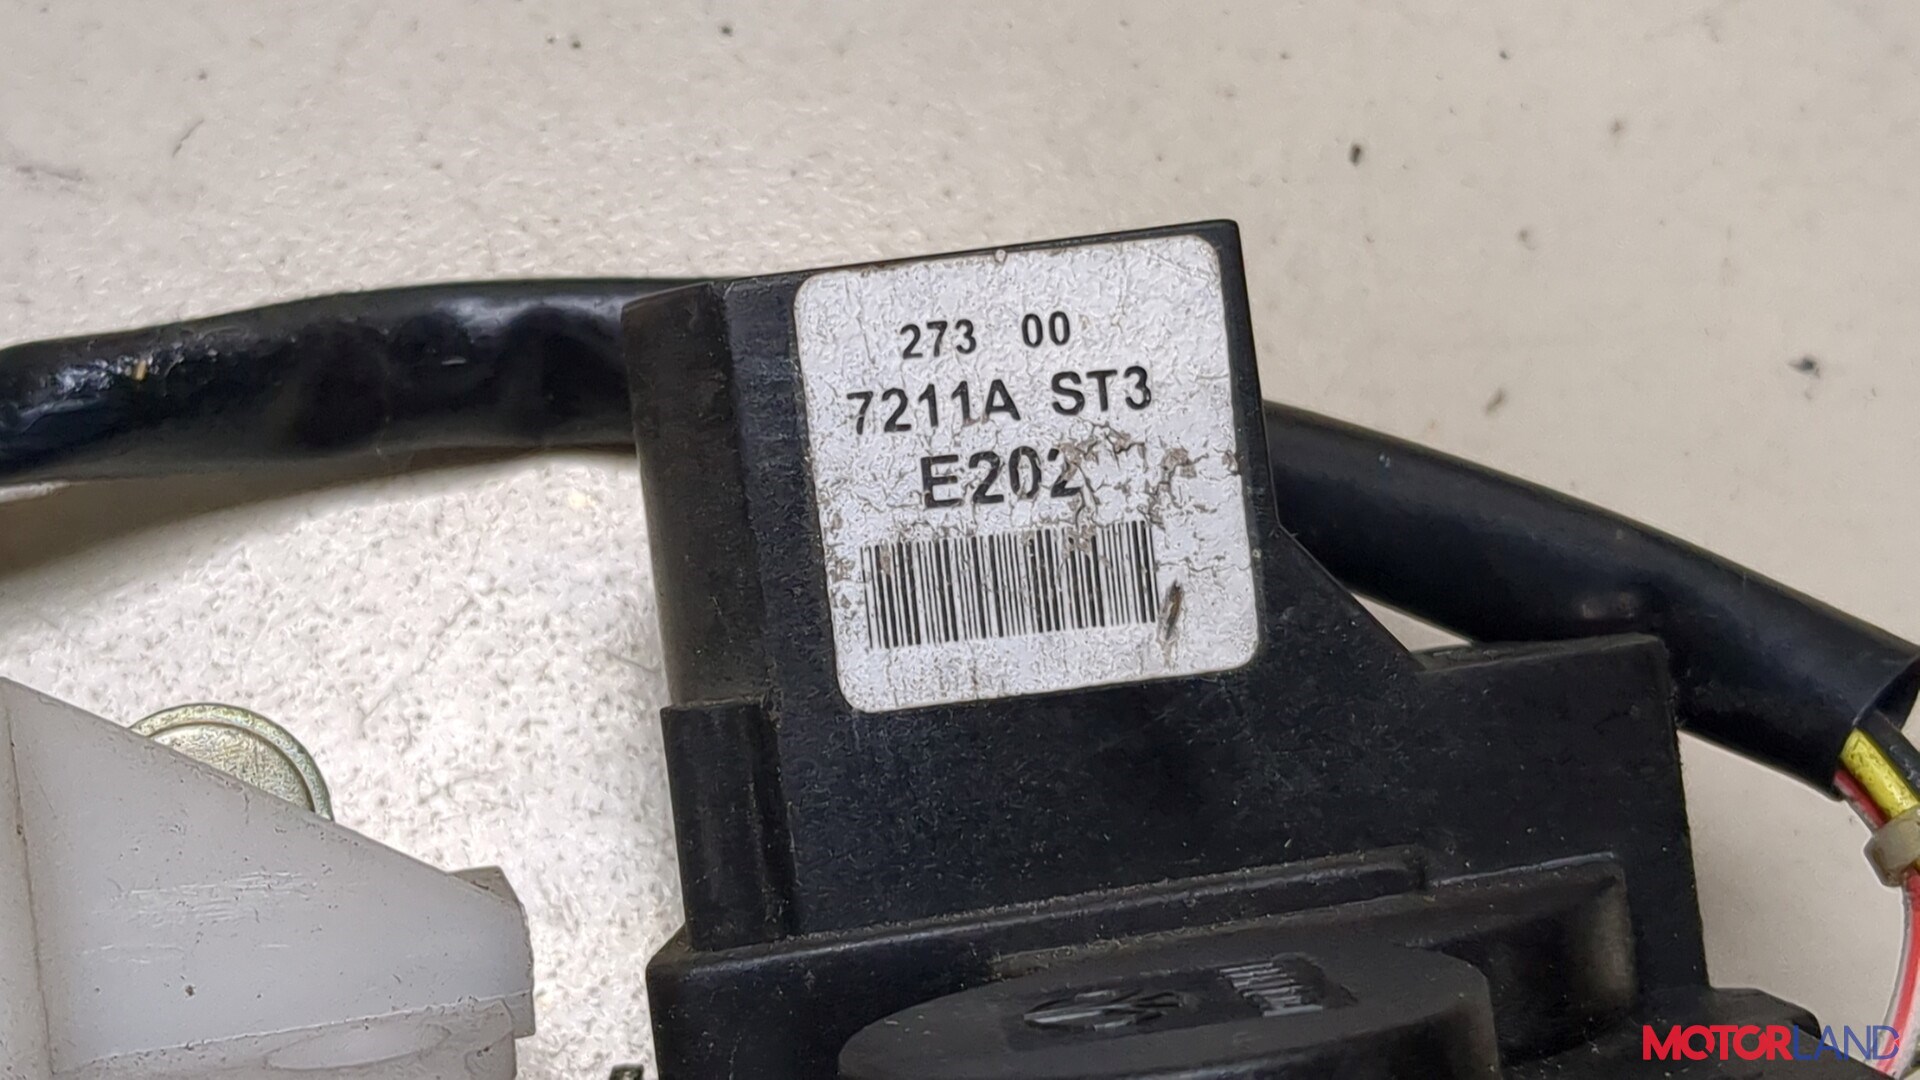 273 00
7211A ST3
E202
MOTORLAND